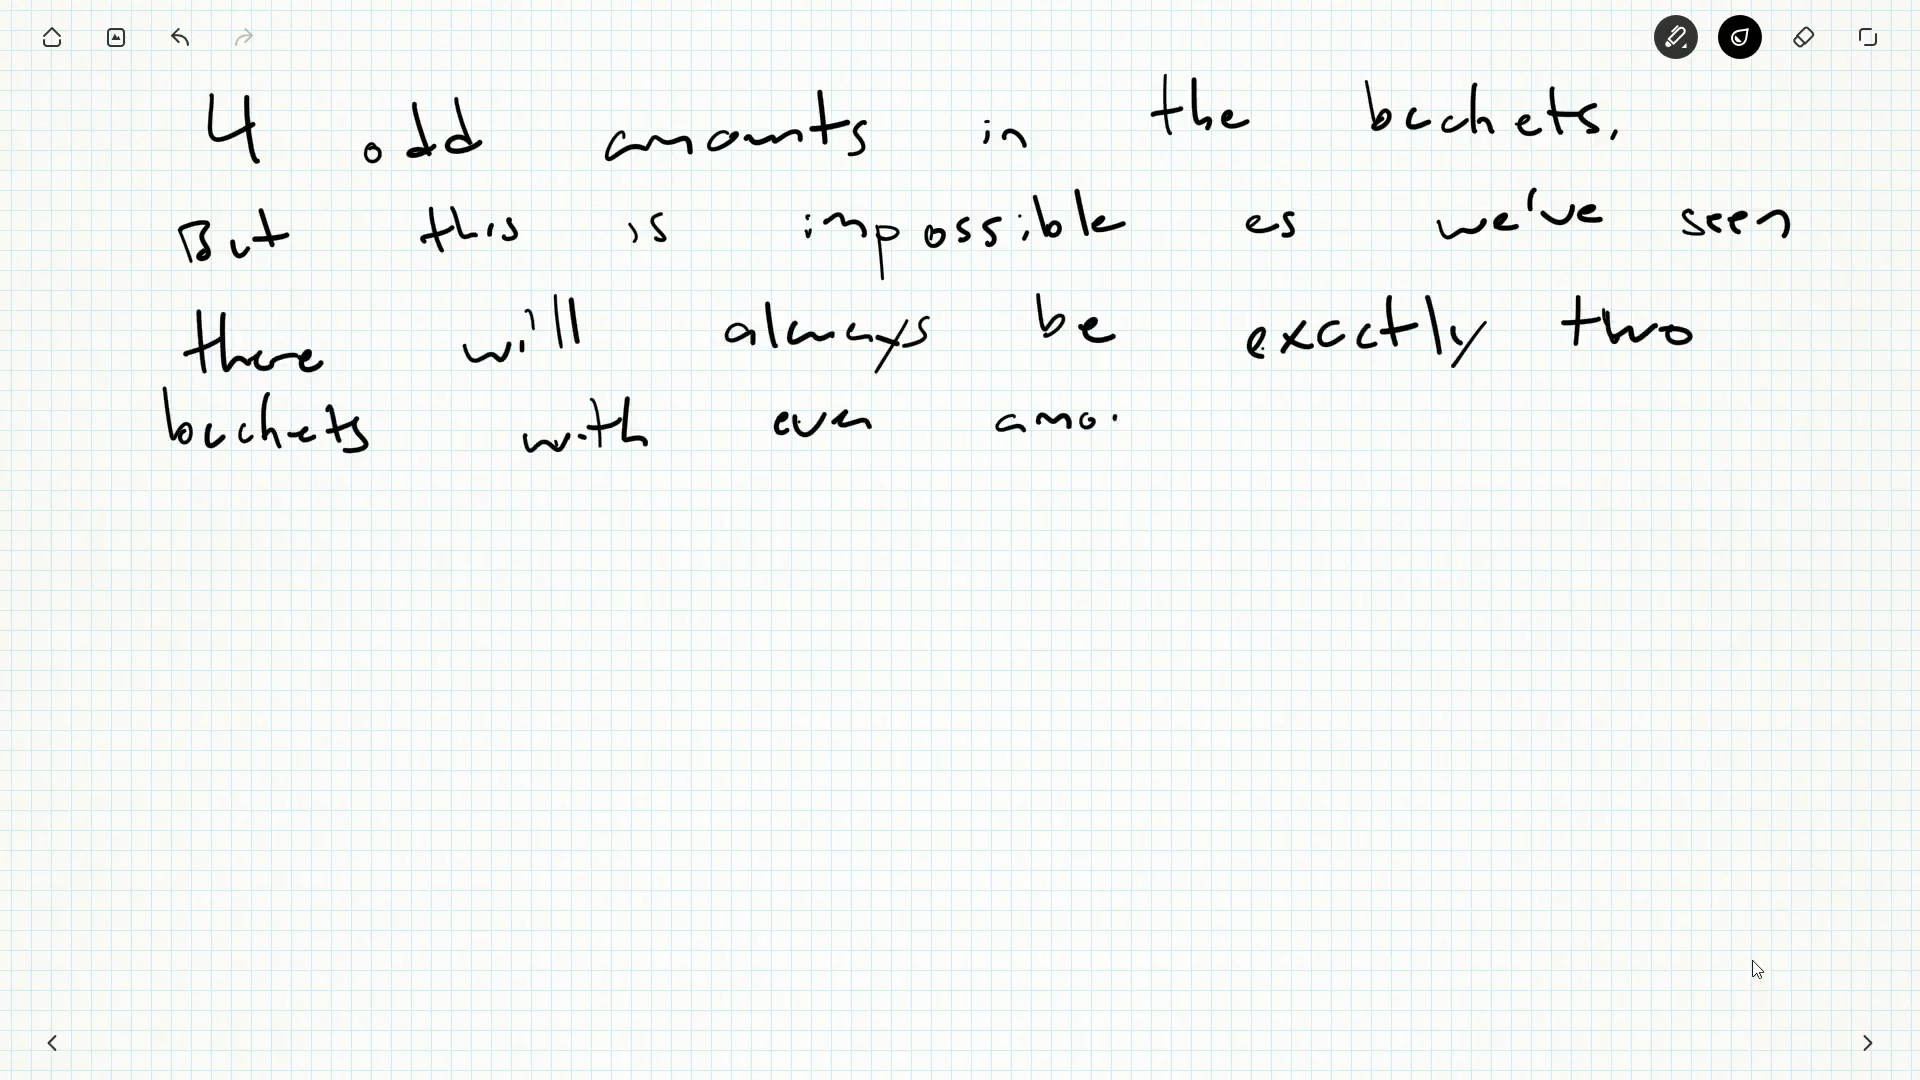 4 odd amounts in the buckets.
But this is impossible as we've seen
there will always be exactly two
buckets with even amo